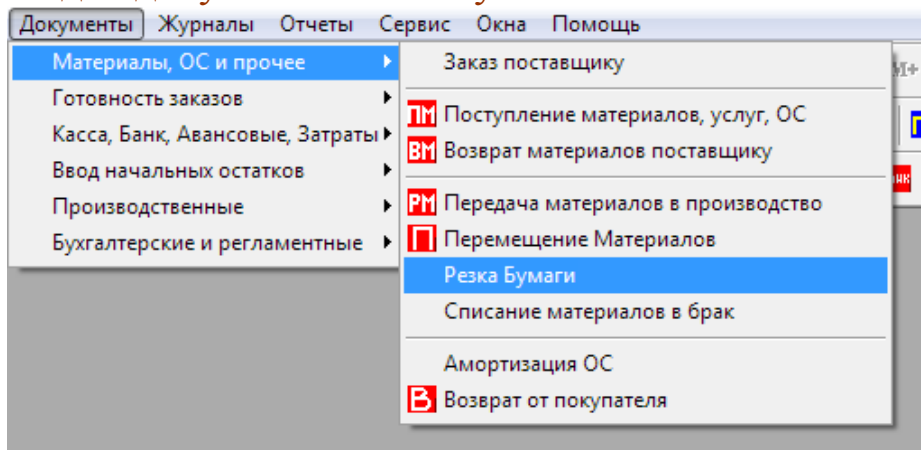 Документы Журналы Отчеты Сервис Окна Помощь
Материалы, ОС и прочее
Готовность заказов
Касса, Банк, Авансовые, Затраты
Ввод начальных остатков
Производственные
Бухгалтерские и регламентные
Заказ поставщику
ПМ Поступление материалов, услуг, ОС
ВМ Возврат материалов поставщику
РМ Передача материалов в производство
П Перемещение Материалов
Резка Бумаги
Списание материалов в брак
Амортизация ОС
В Возврат от покупателя
M+